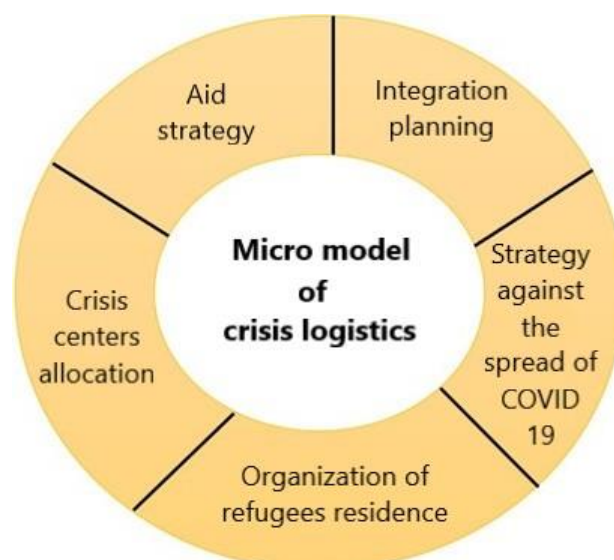 Aid
strategy
Integration
planning
Micro model
of
crisis logistics
Strategy
against
the
spread of
COVID
19
Crisis
centers
allocation
Organization of
refugees residence